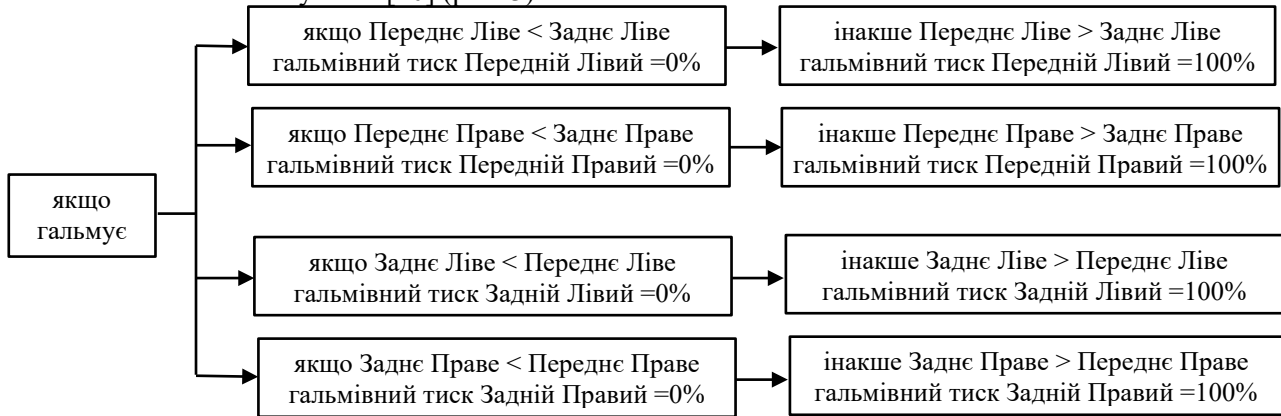 якщо Переднє Ліве < Заднє Ліве
гальмівний тиск Передній Лівий =0%
інакше Переднє Ліве > Заднє Ліве
гальмівний тиск Передній Лівий =100%
якщо Переднє Праве < Заднє Праве
гальмівний тиск Передній Правий =0%
інакше Переднє Праве > Заднє Праве
гальмівний тиск Передній Правий =100%
якщо
гальмує
якщо Заднє Ліве < Переднє Ліве
гальмівний тиск Задній Лівий =0%
інакше Заднє Ліве > Переднє Ліве
гальмівний тиск Задній Лівий =100%
якщо Заднє Праве < Переднє Праве
гальмівний тиск Задній Правий =0%
інакше Заднє Праве > Переднє Праве
гальмівний тиск Задній Правий =100%